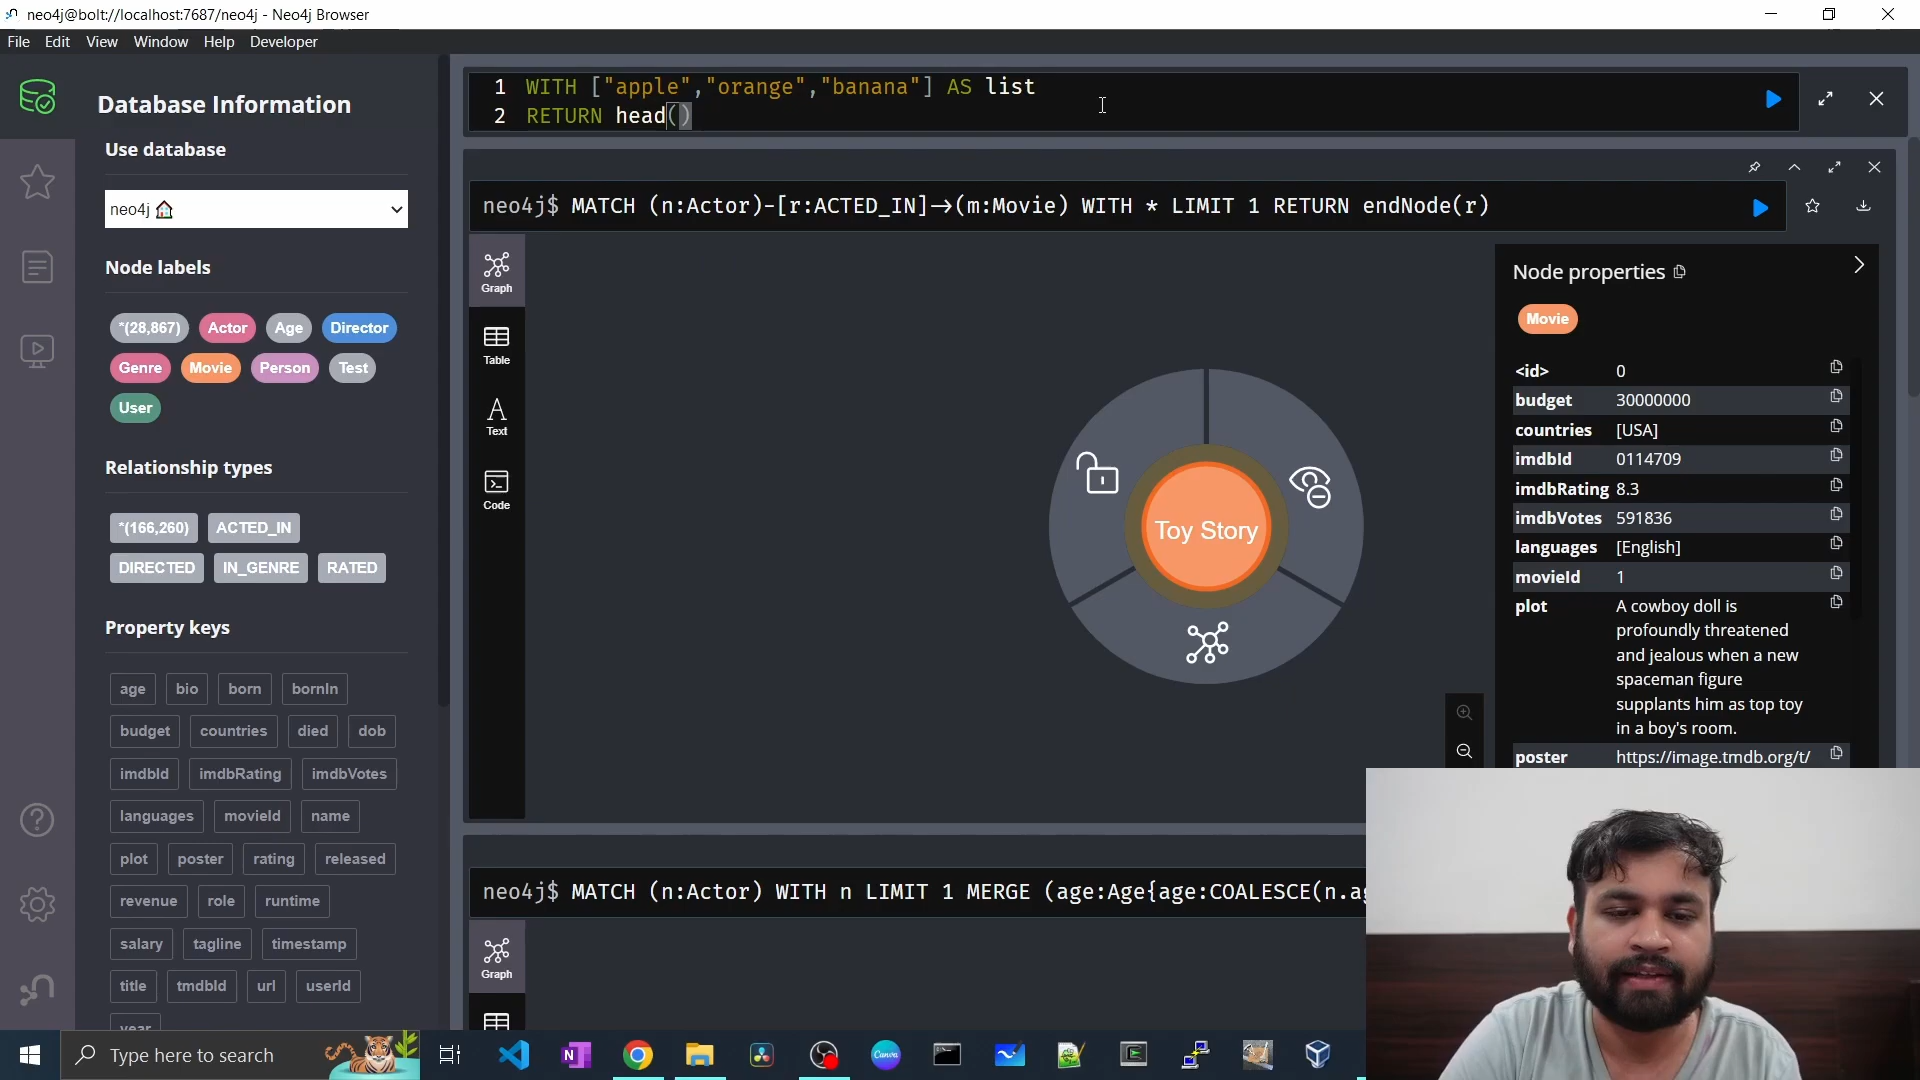 neo4j@bolt://localhost:7687/neo4j - Neo4j Browser
File Edit View Window Help Developer
Database Information
Use database
neo4j
Node labels
*(28,867) Actor Age Director
Genre Movie Person Test
User
Relationship types
*(166,260) ACTED_IN
DIRECTED IN_GENRE RATED
Property keys
age bio born bornIn
budget countries died dob
imdbId imdbRating imdbVotes
languages movieId name
plot poster rating released
revenue role runtime
salary tagline timestamp
title tmdbId url userId
year
1 WITH ["apple","orange","banana"] AS list
2 RETURN head()
neo4j$ MATCH (n:Actor)-[r:ACTED_IN]->(m:Movie) WITH * LIMIT 1 RETURN endNode(r)
Graph
Table
Text
Code
Toy Story
Node properties
Movie
<id> 0
budget 30000000
countries [USA]
imdbId 0114709
imdbRating 8.3
imdbVotes 591836
languages [English]
movieId 1
plot A cowboy doll is
profoundly threatened
and jealous when a new
spaceman figure
supplants him as top toy
in a boy's room.
poster https://image.tmdb.org/t/
neo4j$ MATCH (n:Actor) WITH n LIMIT 1 MERGE (age:Age{age:COALESCE(n.ag
Graph
Type here to search
N
Canva